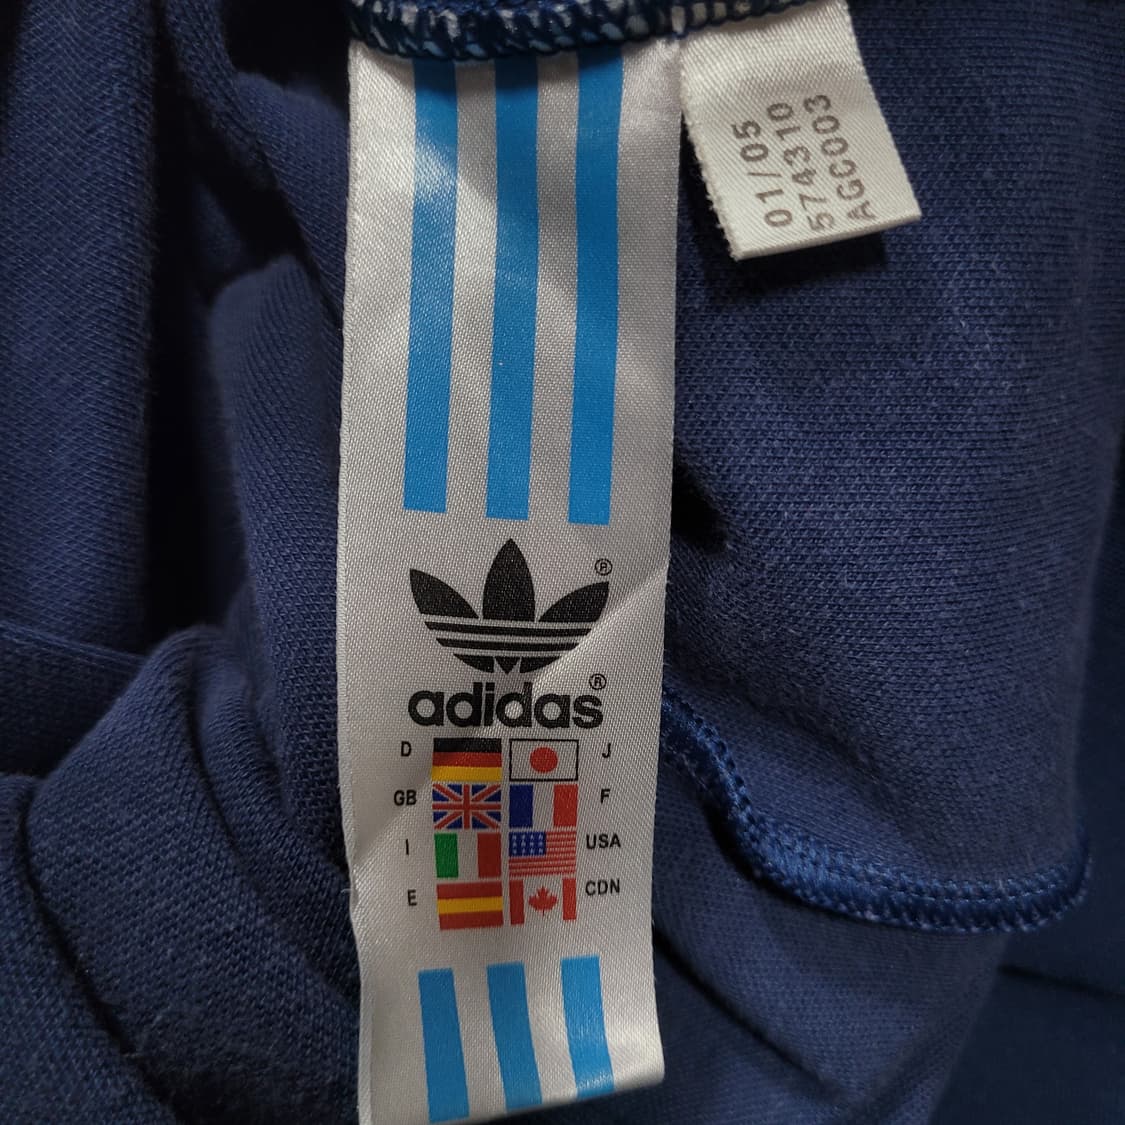 01/05
574310
AGC003
®
adidas®
D J
GB F
I USA
E CDN